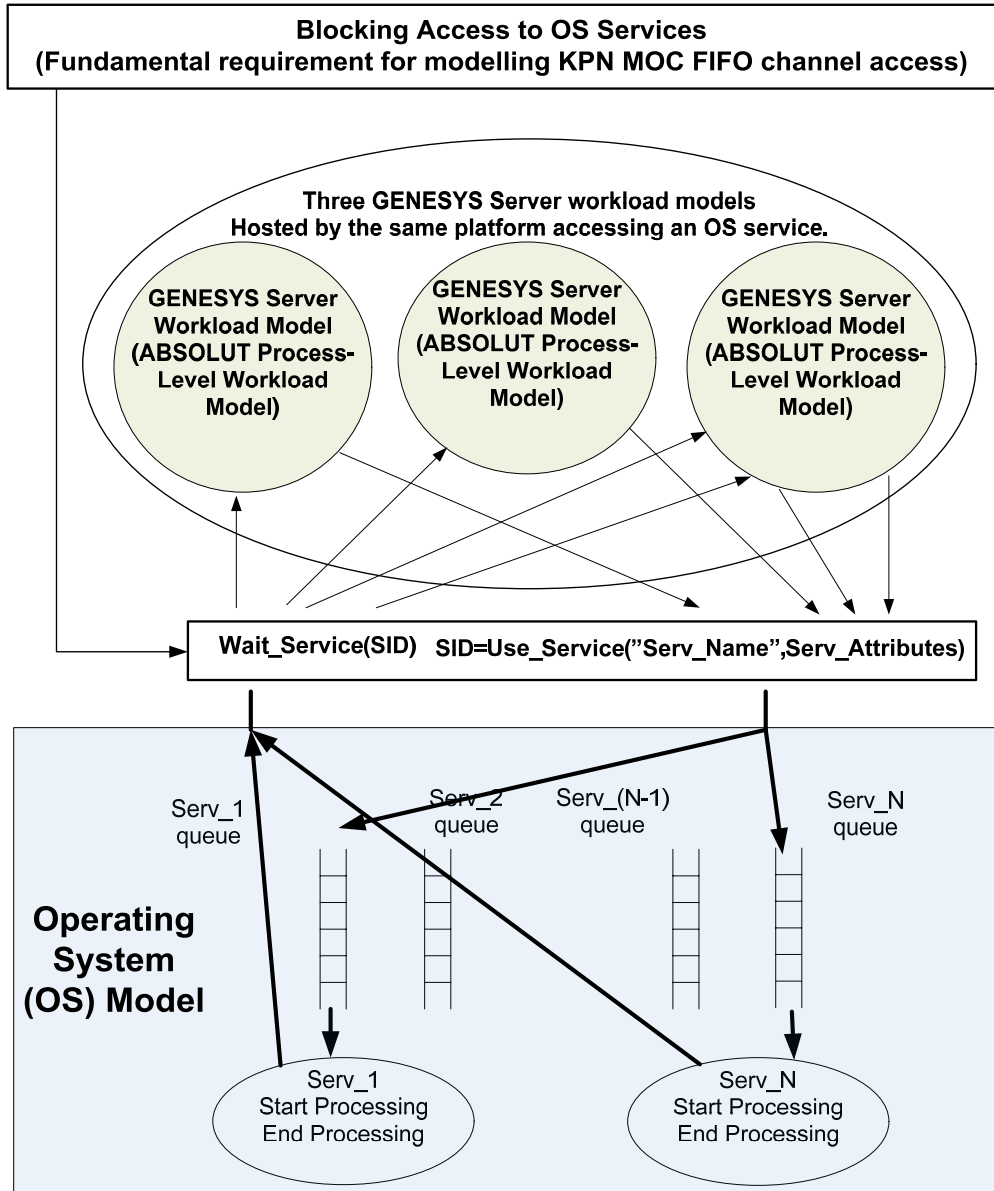 Blocking Access to OS Services
(Fundamental requirement for modelling KPN MOC FIFO channel access)
Three GENESYS Server workload models
Hosted by the same platform accessing an OS service.
GENESYS Server
Workload Model
(ABSOLUT Process-
Level Workload
Model)
GENESYS Server
Workload Model
(ABSOLUT Process-
Level Workload
Model)
GENESYS Server
Workload Model
(ABSOLUT Process-
Level Workload
Model)
Wait_Service(SID)
SID=Use_Service(”Serv_Name”,Serv_Attributes)
Serv_1
queue
Serv_2
queue
Serv_(N-1)
queue
Serv_N
queue
Operating
System
(OS) Model
Serv_1
Start Processing
End Processing
Serv_N
Start Processing
End Processing